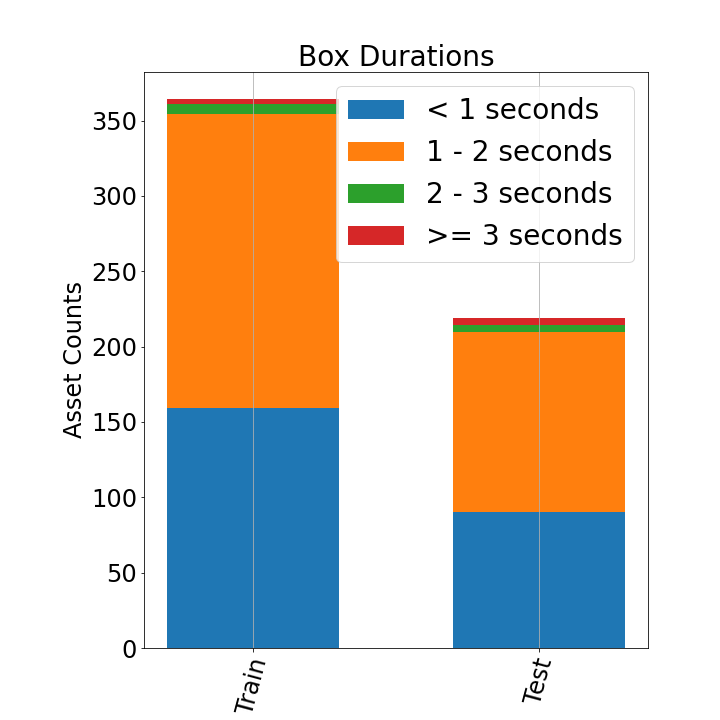 Box Durations
< 1 seconds
1 - 2 seconds
2 - 3 seconds
>= 3 seconds
Asset Counts
350
300
250
200
150
100
50
0
Train
Test